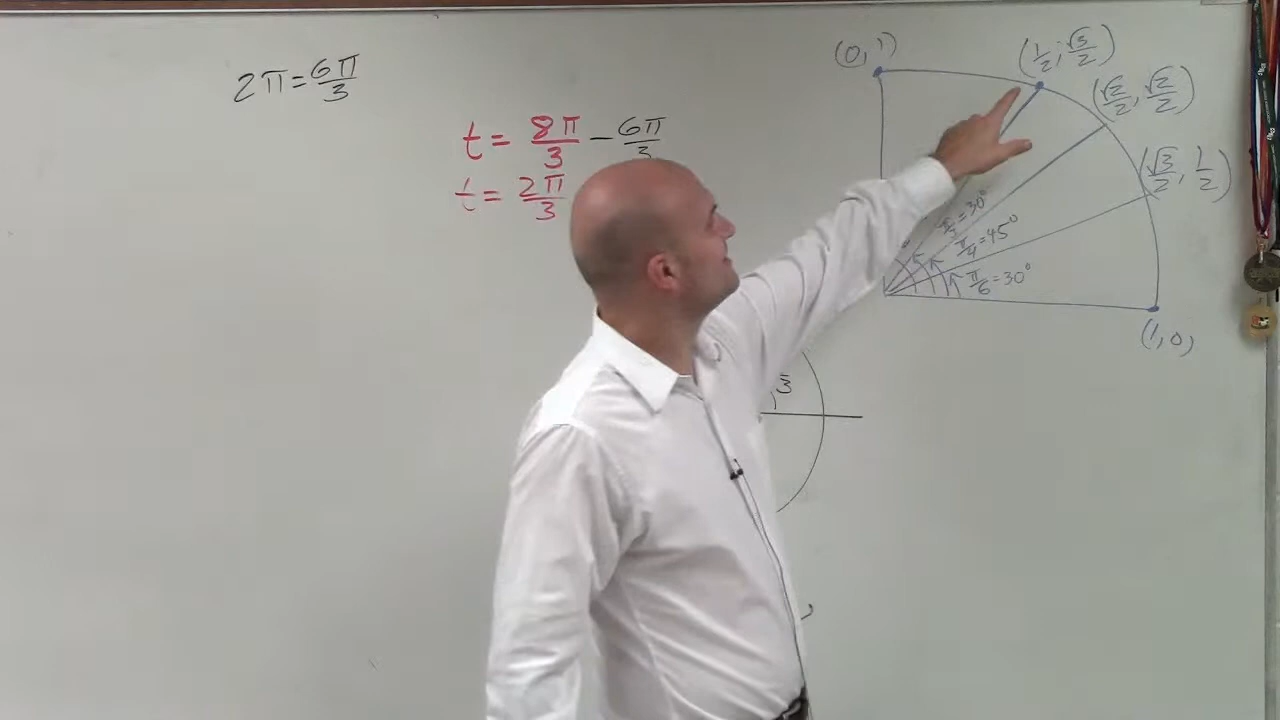 2π=6π/3
t = 8π/3 − 6π/3
t = 2π/3
(0, 1)
(1/2, √3/2)
(√2/2, √2/2)
(√3/2, 1/2)
=30°
π/4=45°
π/6=30°
(1, 0)